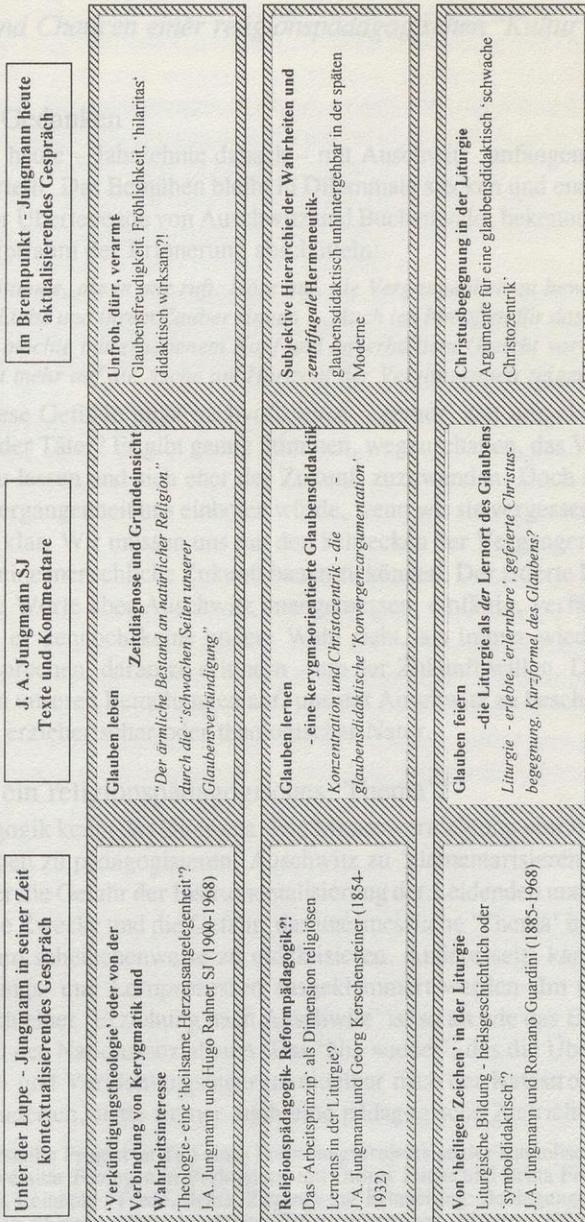 Unter der Lupe - Jungmann in seiner Zeit
kontextualisierendes Gespräch
J. A. Jungmann SJ
Texte und Kommentare
Im Brennpunkt - Jungmann heute
aktualisierendes Gespräch
'Verkündigungstheologie' oder von der
Verbindung von Kerygmatik und
Wahrheitsinteresse
Theologie- eine 'heilsame Herzensangelegenheit'?
J.A. Jungmann und Hugo Rahner SJ (1900-1968)
Glauben leben
Zeitdiagnose und Grundeinsicht
Der ärmliche Bestand an natürlicher Religion"
durch die "schwachen Seiten unserer
Glaubensverkündigung"
Unfroh, dürr, verarmt
Glaubensfreudigkeit, Fröhlichkeit - 'hilaritas'
didaktisch wirksam?!
Religionspädagogik- Reformpädagogik?!
Das 'Arbeitsprinzip' als Dimension religiösen
Lernens in der Liturgie?
J.A. Jungmann und Georg Kerschensteiner (1854-
1932)
Glauben lernen
- eine kerygmaorientierte Glaubensdidaktik
Konzentration und Christozentrik - eine
glaubensdidaktische 'Konvergenzargumentation
Subjektive Hierarchie der Wahrheiten und
zentrifugale Hermeneutik-
glaubensdidaktisch unhintergehbar in der späten
Moderne
Von 'heiligen Zeichen' in der Liturgie
Liturgische Bildung - heilsgeschichtlich oder
'symboldidaktisch'?
J.A. Jungmann und Romano Guardini (1885-1968)
Glauben feiern
-die Liturgie als der Lernort des Glaubens
Liturgie - erlebte, erlernbare , gefeierte Christus-
begegnung, Kurzformel des Glaubens?
Christusbegegnung in der Liturgie
Argumente für eine glaubensdidaktisch 'schwache
Christozentrik'